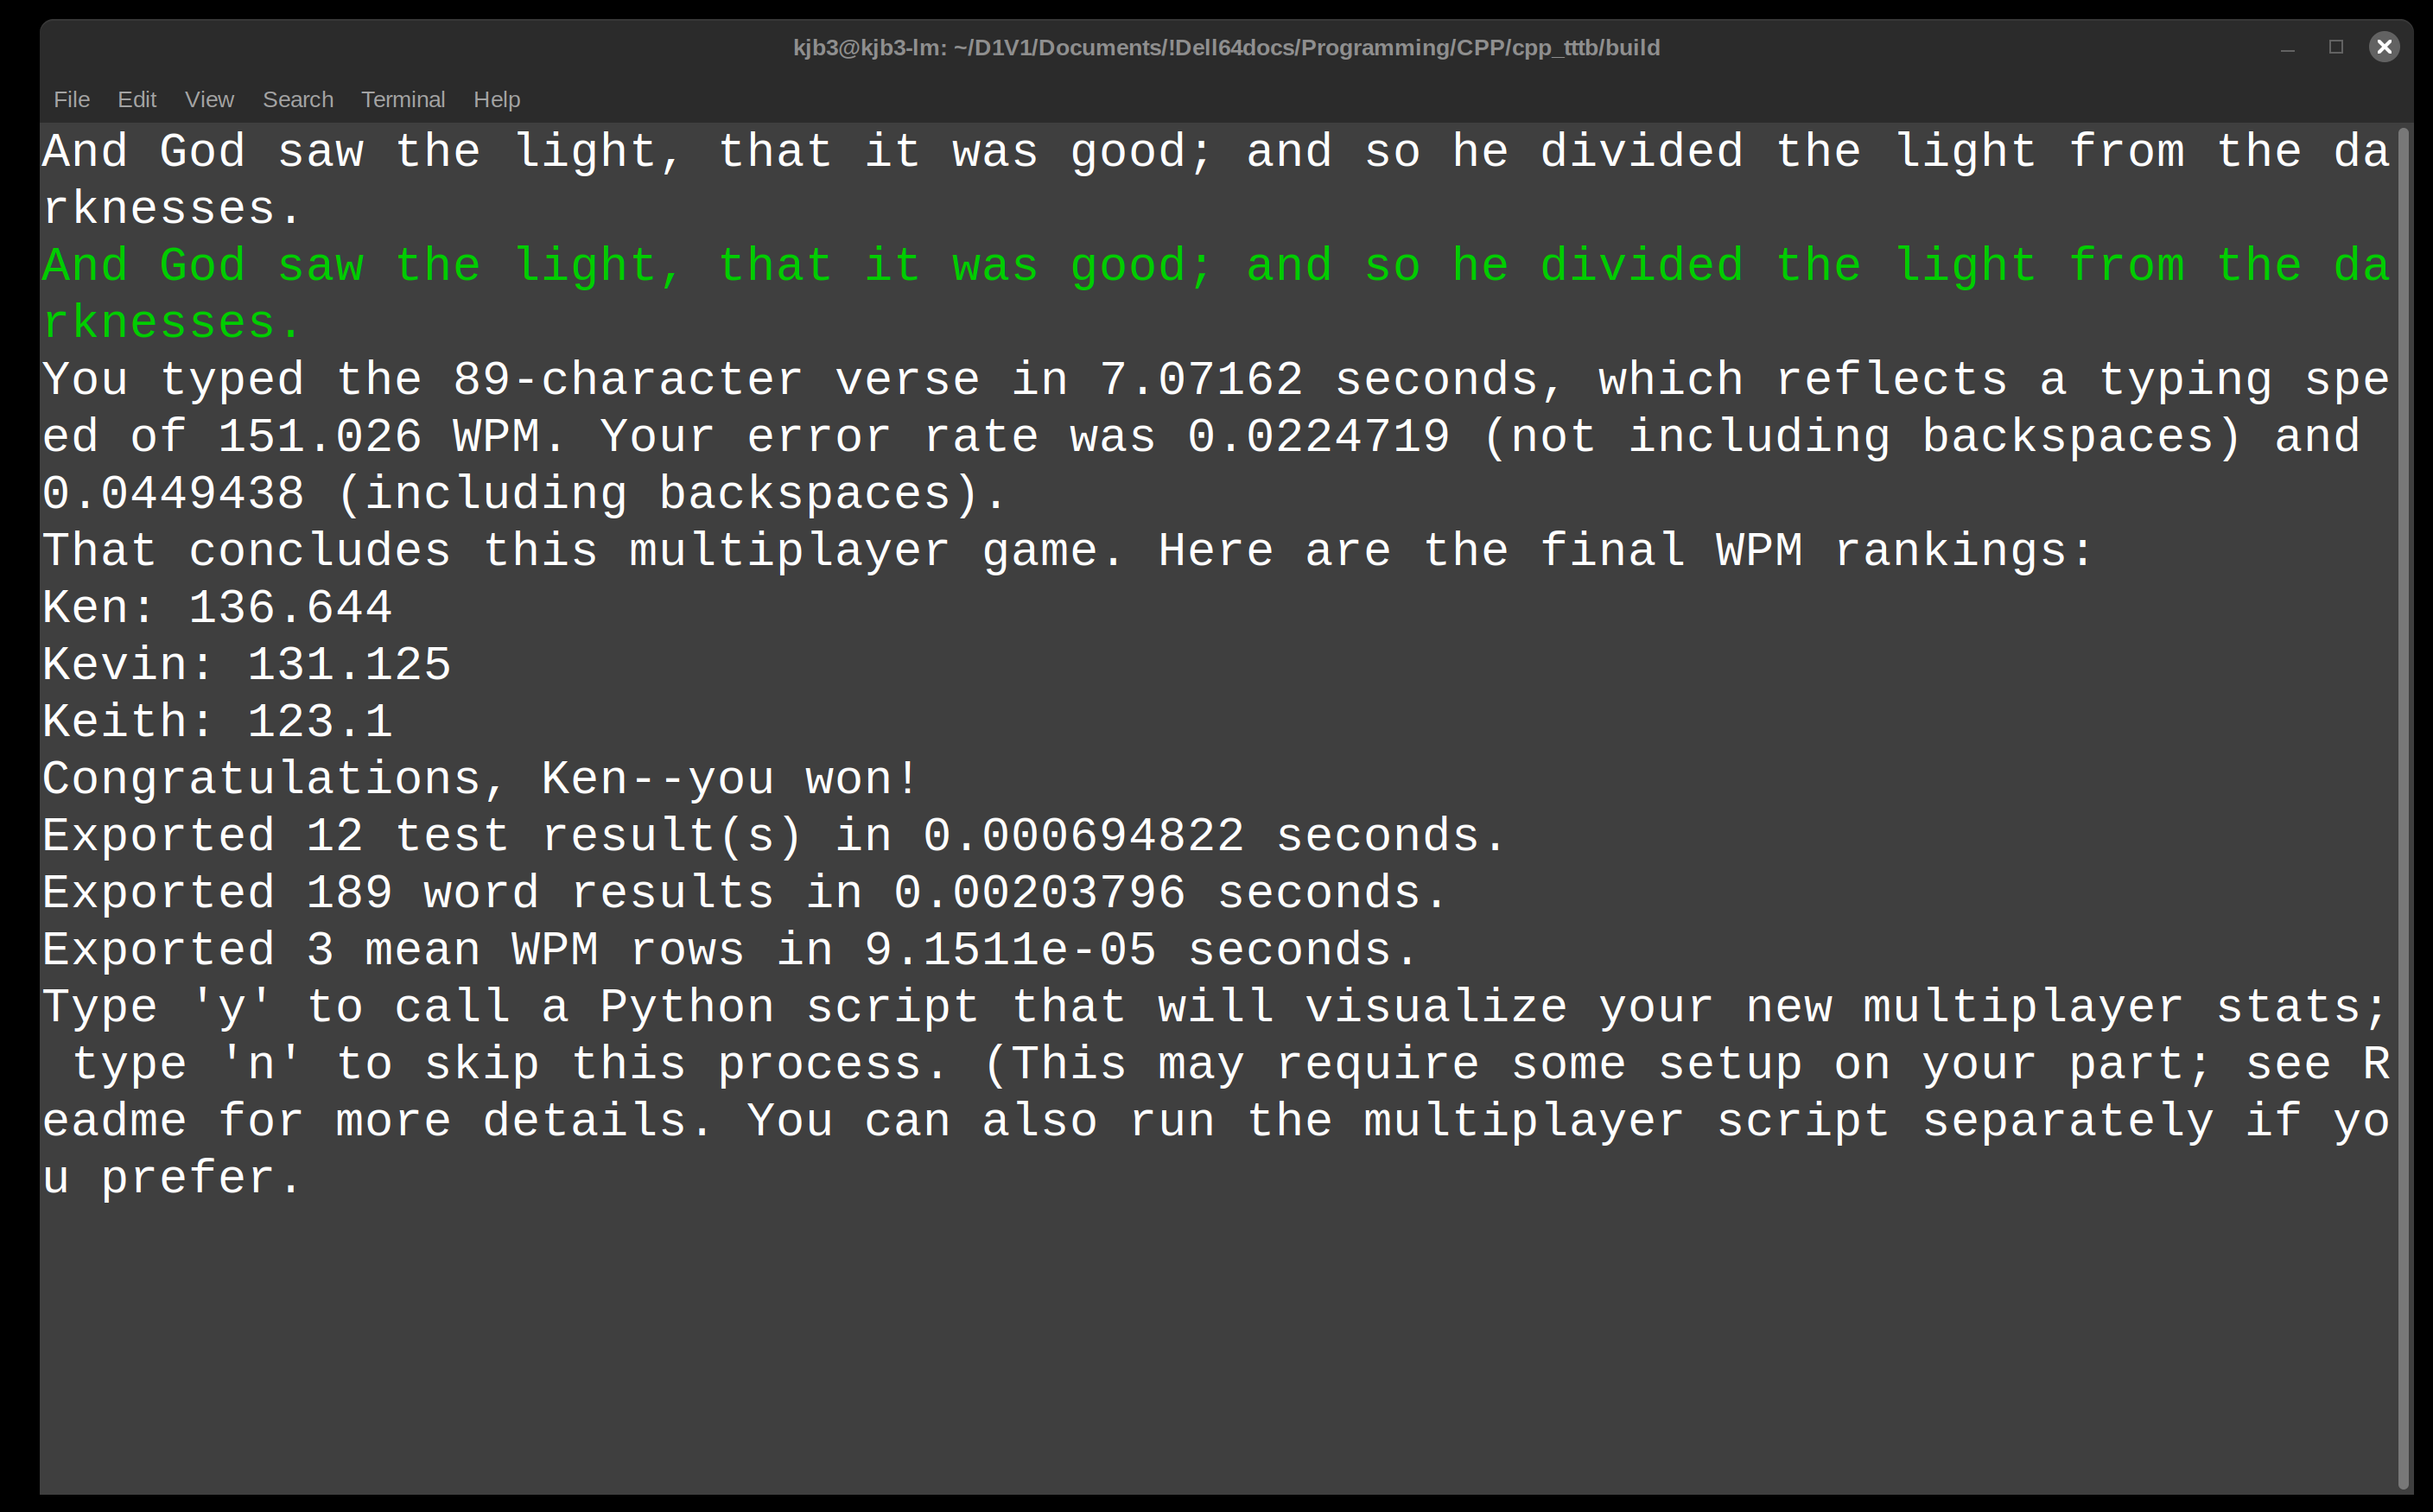 kjb3@kjb3-lm: ~/D1V1/Documents/!Dell64docs/Programming/CPP/cpp_tttb/build
File Edit View Search Terminal Help
And God saw the light, that it was good; and so he divided the light from the da
rknesses.
And God saw the light, that it was good; and so he divided the light from the da
rknesses.
You typed the 89-character verse in 7.07162 seconds, which reflects a typing spe
ed of 151.026 WPM. Your error rate was 0.0224719 (not including backspaces) and
0.0449438 (including backspaces).
That concludes this multiplayer game. Here are the final WPM rankings:
Ken: 136.644
Kevin: 131.125
Keith: 123.1
Congratulations, Ken--you won!
Exported 12 test result(s) in 0.000694822 seconds.
Exported 189 word results in 0.00203796 seconds.
Exported 3 mean WPM rows in 9.1511e-05 seconds.
Type 'y' to call a Python script that will visualize your new multiplayer stats;
 type 'n' to skip this process. (This may require some setup on your part; see R
eadme for more details. You can also run the multiplayer script separately if yo
u prefer.